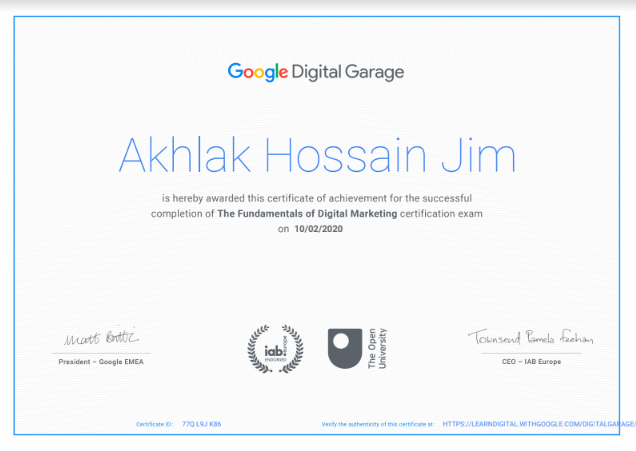 Google Digital Garage
Akhlak Hossain Jim
is hereby awarded this certificate of achievement for the successful
completion of The Fundamentals of Digital Marketing certification exam
on 10/02/2020
Matt Brittin
President – Google EMEA
iab europe
ENDORSED
The Open
University
Townsend Pamela Feehan
CEO – IAB Europe
Certificate ID: 77Q L9J K86
Verify the authenticity of this certificate at: HTTPS://LEARNDIGITAL.WITHGOOGLE.COM/DIGITALGARAGE/